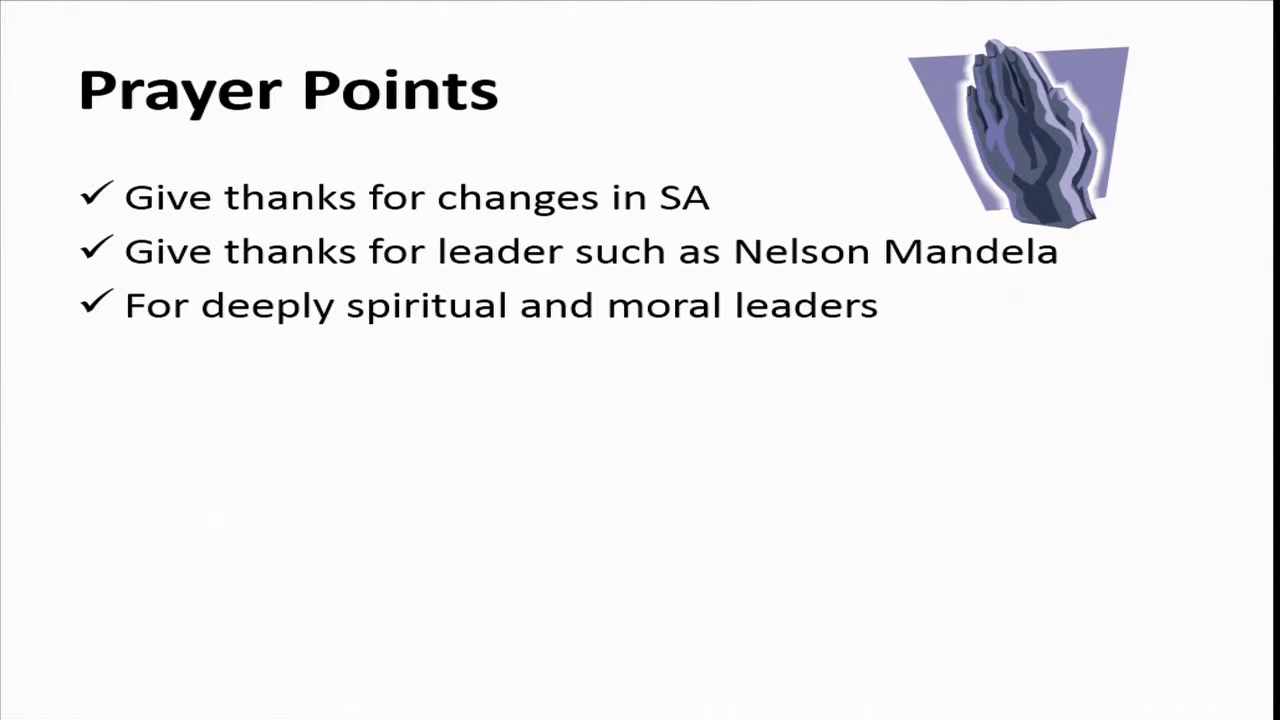 Prayer Points
✓ Give thanks for changes in SA
✓ Give thanks for leader such as Nelson Mandela
✓ For deeply spiritual and moral leaders